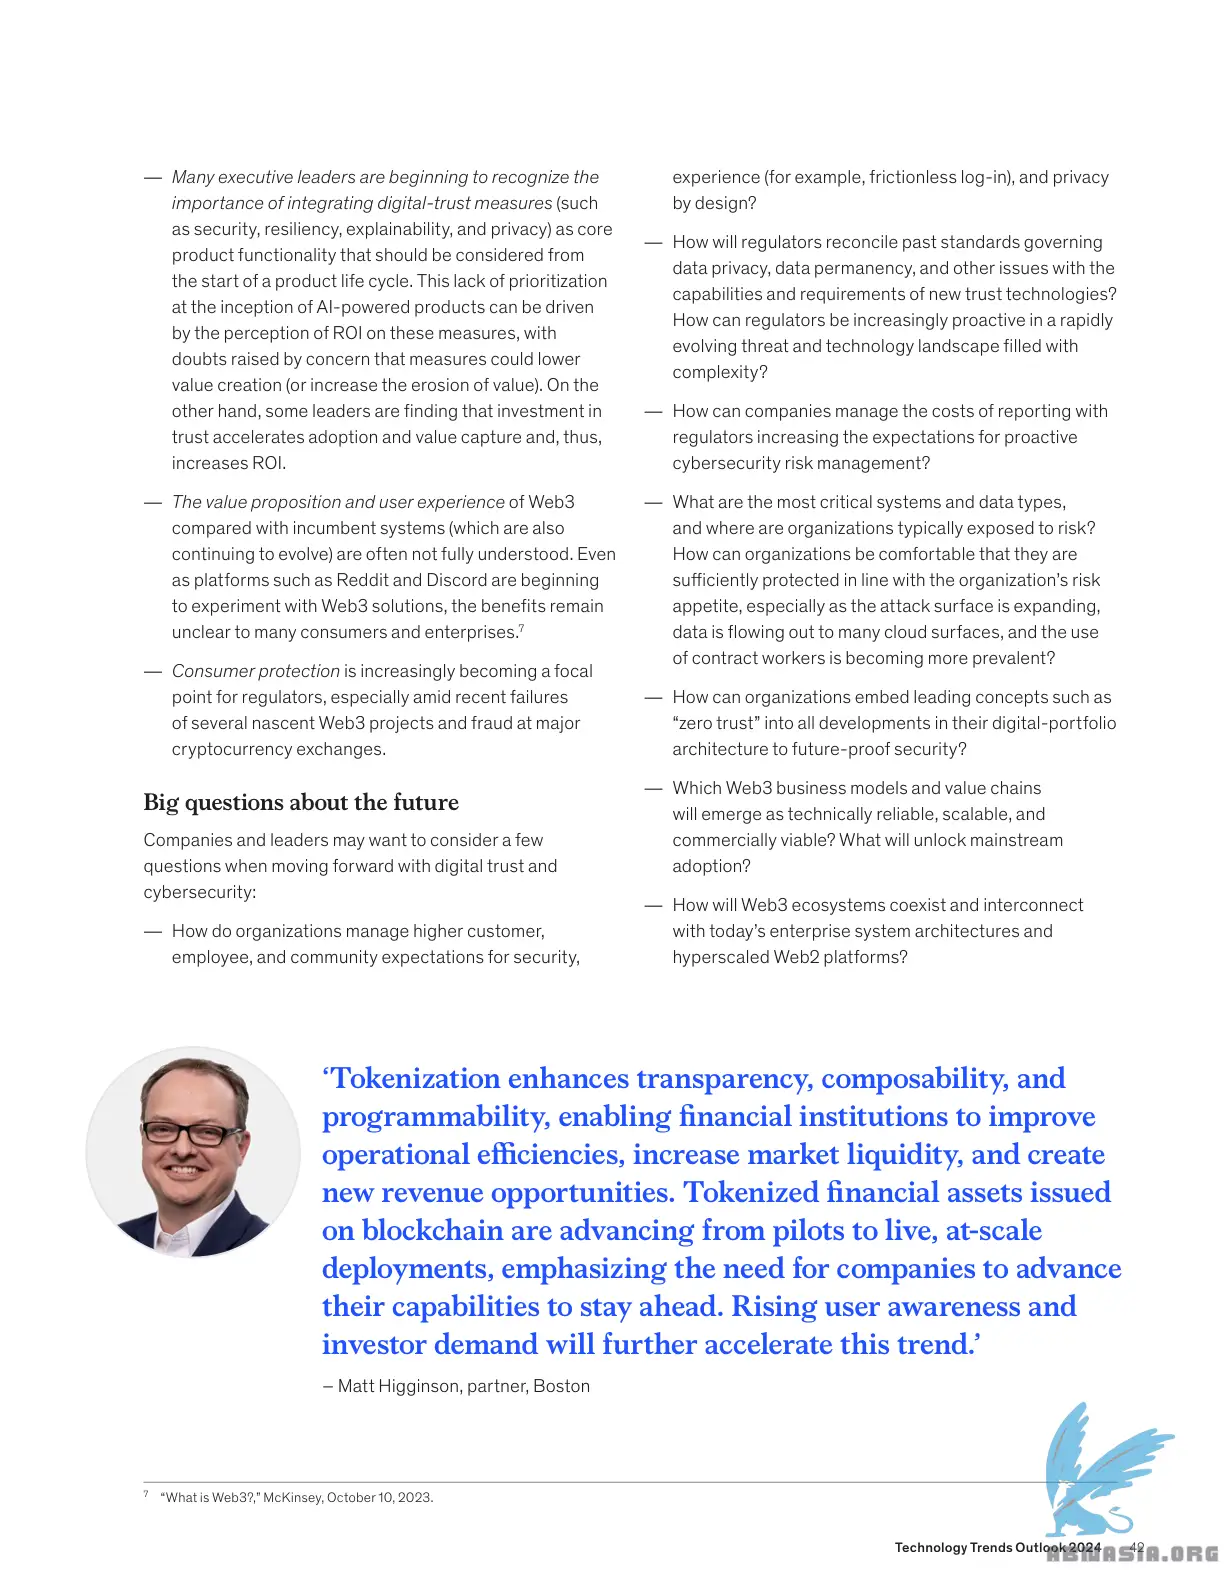 — Many executive leaders are beginning to recognize the
importance of integrating digital-trust measures (such
as security, resiliency, explainability, and privacy) as core
product functionality that should be considered from
the start of a product life cycle. This lack of prioritization
at the inception of AI-powered products can be driven
by the perception of ROI on these measures, with
doubts raised by concern that measures could lower
value creation (or increase the erosion of value). On the
other hand, some leaders are finding that investment in
trust accelerates adoption and value capture and, thus,
increases ROI.
— The value proposition and user experience of Web3
compared with incumbent systems (which are also
continuing to evolve) are often not fully understood. Even
as platforms such as Reddit and Discord are beginning
to experiment with Web3 solutions, the benefits remain
unclear to many consumers and enterprises.7
— Consumer protection is increasingly becoming a focal
point for regulators, especially amid recent failures
of several nascent Web3 projects and fraud at major
cryptocurrency exchanges.
Big questions about the future
Companies and leaders may want to consider a few
questions when moving forward with digital trust and
cybersecurity:
— How do organizations manage higher customer,
employee, and community expectations for security,
experience (for example, frictionless log-in), and privacy
by design?
— How will regulators reconcile past standards governing
data privacy, data permanency, and other issues with the
capabilities and requirements of new trust technologies?
How can regulators be increasingly proactive in a rapidly
evolving threat and technology landscape filled with
complexity?
— How can companies manage the costs of reporting with
regulators increasing the expectations for proactive
cybersecurity risk management?
— What are the most critical systems and data types,
and where are organizations typically exposed to risk?
How can organizations be comfortable that they are
sufficiently protected in line with the organization’s risk
appetite, especially as the attack surface is expanding,
data is flowing out to many cloud surfaces, and the use
of contract workers is becoming more prevalent?
— How can organizations embed leading concepts such as
“zero trust” into all developments in their digital-portfolio
architecture to future-proof security?
— Which Web3 business models and value chains
will emerge as technically reliable, scalable, and
commercially viable? What will unlock mainstream
adoption?
— How will Web3 ecosystems coexist and interconnect
with today’s enterprise system architectures and
hyperscaled Web2 platforms?
‘Tokenization enhances transparency, composability, and
programmability, enabling financial institutions to improve
operational efficiencies, increase market liquidity, and create
new revenue opportunities. Tokenized financial assets issued
on blockchain are advancing from pilots to live, at-scale
deployments, emphasizing the need for companies to advance
their capabilities to stay ahead. Rising user awareness and
investor demand will further accelerate this trend.’
– Matt Higginson, partner, Boston
7 “What is Web3?,” McKinsey, October 10, 2023.
Technology Trends Outlook 2024 42
ABNASIA.ORG